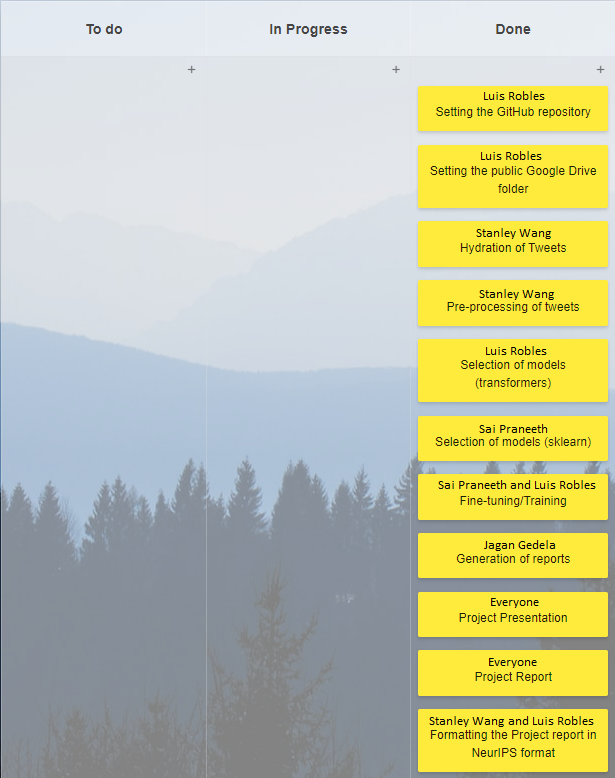 To do
In Progress
Done
+
+
+
Luis Robles
Setting the GitHub repository
Luis Robles
Setting the public Google Drive
folder
Stanley Wang
Hydration of Tweets
Stanley Wang
Pre-processing of tweets
Luis Robles
Selection of models
(transformers)
Sai Praneeth
Selection of models (sklearn)
Sai Praneeth and Luis Robles
Fine-tuning/Training
Jagan Gedela
Generation of reports
Everyone
Project Presentation
Everyone
Project Report
Stanley Wang and Luis Robles
Formatting the Project report in
NeurIPS format